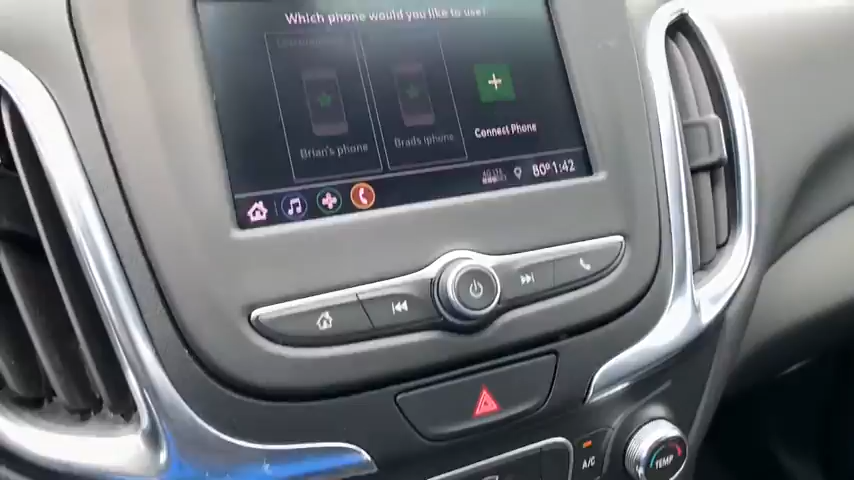 Which phone would you like to use?
Brian's phone
Brads iphone
Connect Phone
80° 1:42
A/C
TEMP